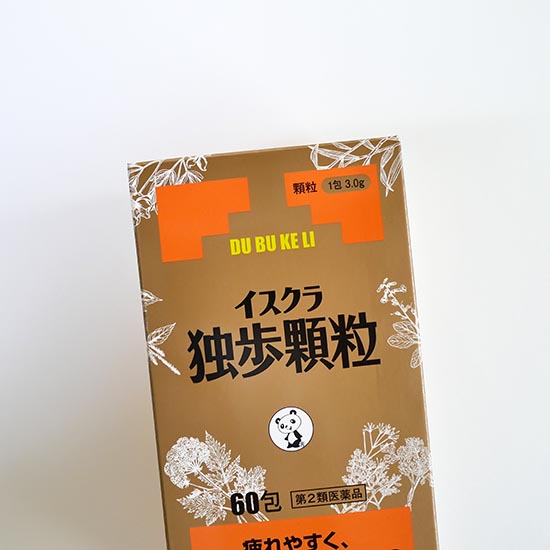 顆粒 1包 3.0g
DU BU KE LI
イスクラ
独歩顆粒
60包 第2類医薬品
疲れやすく、